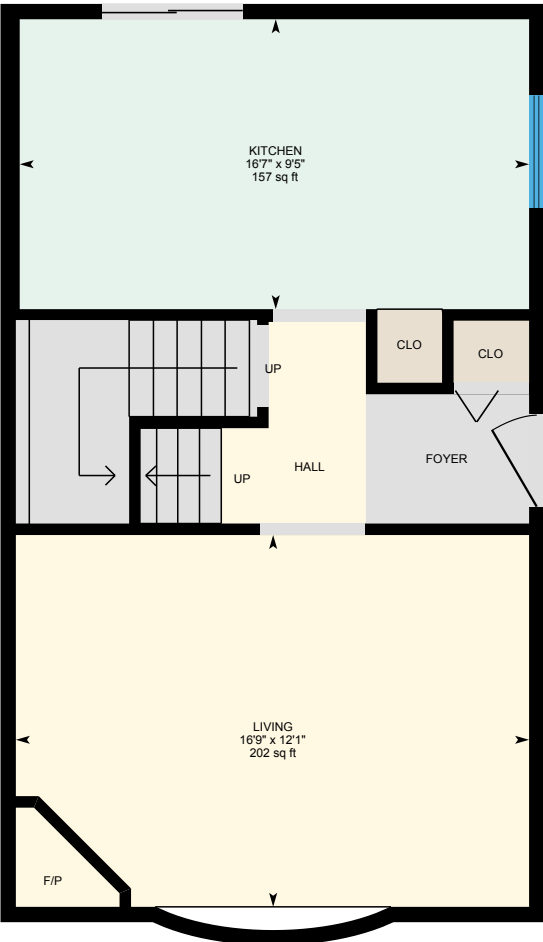 KITCHEN
16'7" x 9'5"
157 sq ft
CLO
CLO
UP
FOYER
HALL
UP
LIVING
16'9" x 12'1"
202 sq ft
F/P